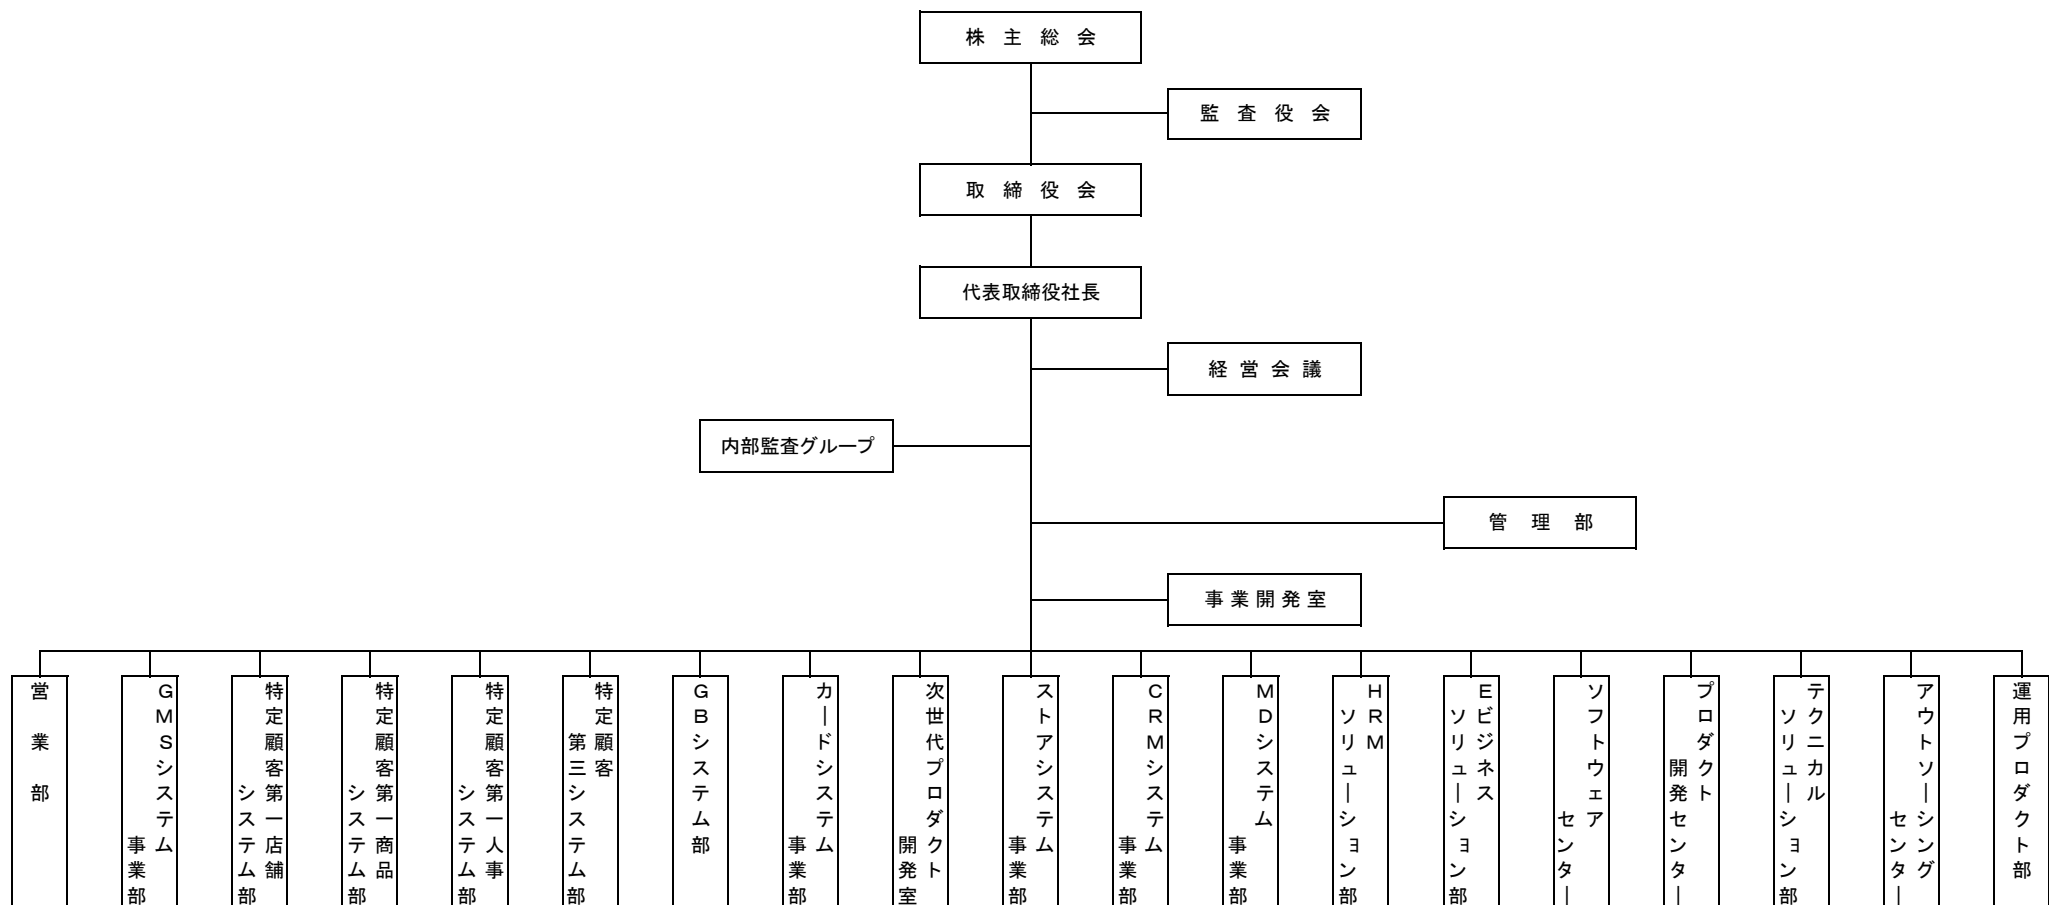 株主総会
監査役会
取締役会
代表取締役社長
経営会議
内部監査グループ
管理部
事業開発室
営業部
GMSシステム
事業部
特定顧客第一店舗
システム部
特定顧客第一商品
システム部
特定顧客第一人事
システム部
特定顧客
第三システム部
GBシステム部
カードシステム
事業部
次世代プロダクト
開発室
ストアシステム
事業部
CRMシステム
事業部
MDシステム
事業部
HRM
ソリューション部
Eビジネス
ソリューション部
ソフトウェア
センター
プロダクト
開発センター
テクニカル
ソリューション部
アウトソーシング
センター
運用プロダクト部